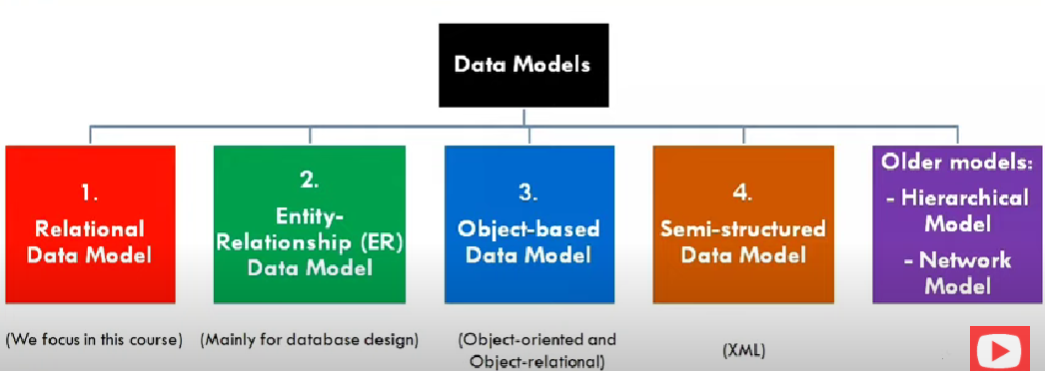 Data Models
1.
Relational
Data Model
2.
Entity-
Relationship (ER)
Data Model
3.
Object-based
Data Model
4.
Semi-structured
Data Model
Older models:
- Hierarchical
Model
- Network
Model
(We focus in this course)
(Mainly for database design)
(Object-oriented and
Object-relational)
(XML)